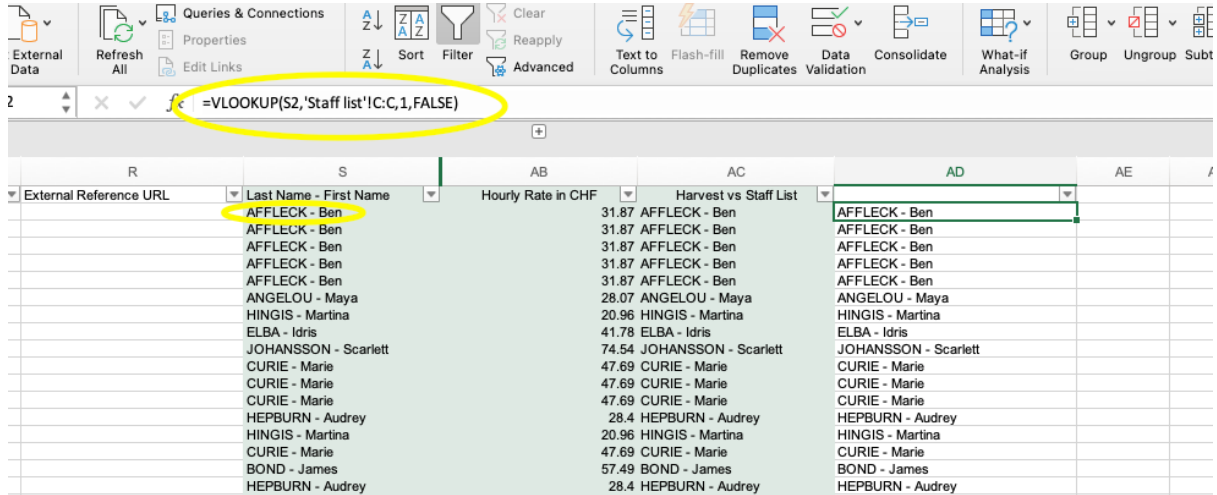 Queries & Connections
Properties
Edit Links
External
Data
Refresh
All
Sort
Filter
Clear
Reapply
Advanced
Text to
Columns
Flash-fill
Remove
Duplicates
Data
Validation
Consolidate
What-if
Analysis
Group
Ungroup
2
fx
=VLOOKUP(S2,'Staff list'!C:C,1,FALSE)
R S AB AC AD AE
External Reference URL Last Name - First Name Hourly Rate in CHF Harvest vs Staff List
AFFLECK - Ben 31.87 AFFLECK - Ben AFFLECK - Ben
AFFLECK - Ben 31.87 AFFLECK - Ben AFFLECK - Ben
AFFLECK - Ben 31.87 AFFLECK - Ben AFFLECK - Ben
AFFLECK - Ben 31.87 AFFLECK - Ben AFFLECK - Ben
AFFLECK - Ben 31.87 AFFLECK - Ben AFFLECK - Ben
ANGELOU - Maya 28.07 ANGELOU - Maya ANGELOU - Maya
HINGIS - Martina 20.96 HINGIS - Martina HINGIS - Martina
ELBA - Idris 41.78 ELBA - Idris ELBA - Idris
JOHANSSON - Scarlett 74.54 JOHANSSON - Scarlett JOHANSSON - Scarlett
CURIE - Marie 47.69 CURIE - Marie CURIE - Marie
CURIE - Marie 47.69 CURIE - Marie CURIE - Marie
CURIE - Marie 47.69 CURIE - Marie CURIE - Marie
HEPBURN - Audrey 28.4 HEPBURN - Audrey HEPBURN - Audrey
HINGIS - Martina 20.96 HINGIS - Martina HINGIS - Martina
CURIE - Marie 47.69 CURIE - Marie CURIE - Marie
BOND - James 57.49 BOND - James BOND - James
HEPBURN - Audrey 28.4 HEPBURN - Audrey HEPBURN - Audrey